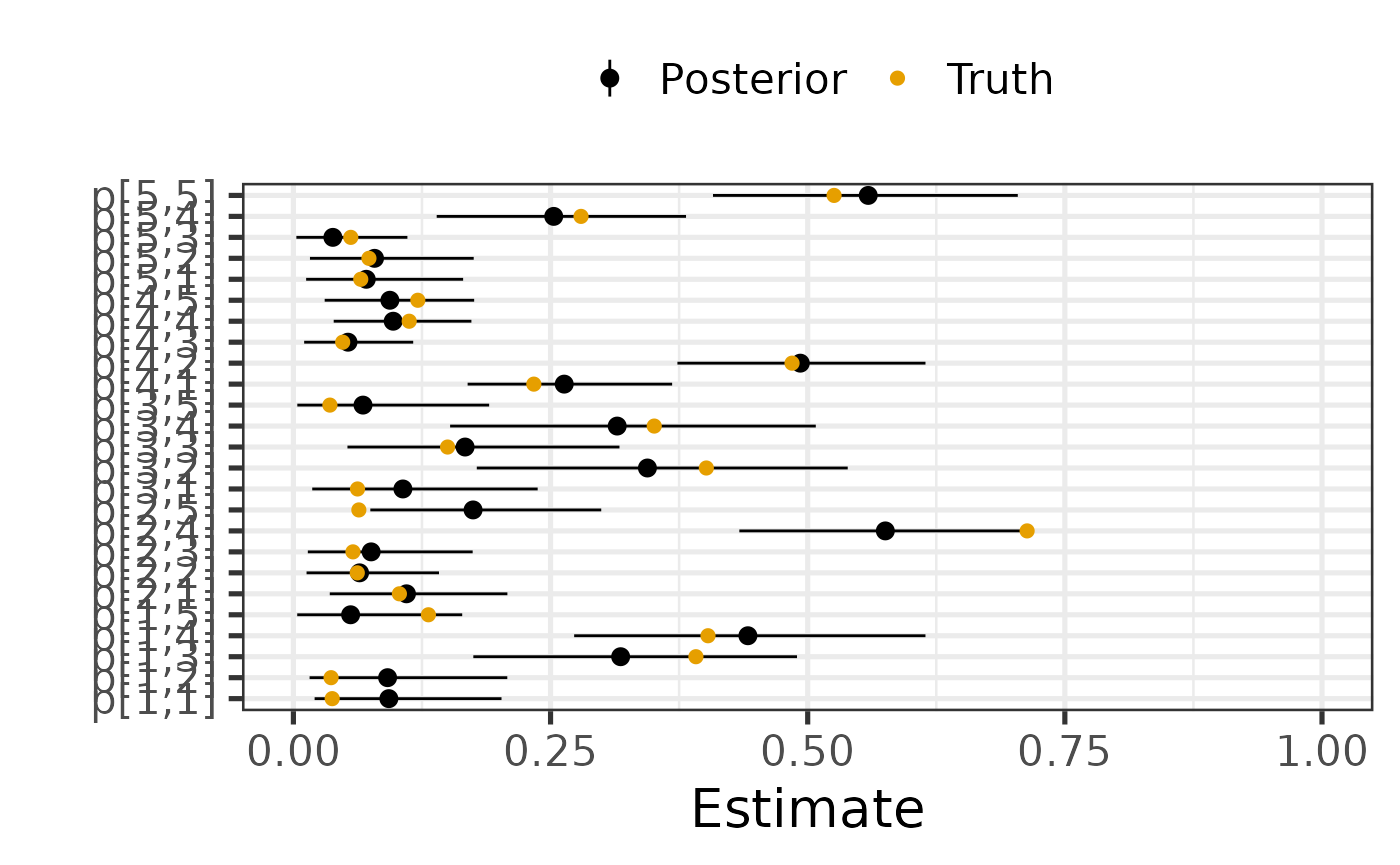 Posterior Truth
p[5,5]
p[5,4]
p[5,3]
p[5,2]
p[5,1]
p[4,5]
p[4,4]
p[4,3]
p[4,2]
p[4,1]
p[3,5]
p[3,4]
p[3,3]
p[3,2]
p[3,1]
p[2,5]
p[2,4]
p[2,3]
p[2,2]
p[2,1]
p[1,5]
p[1,4]
p[1,3]
p[1,2]
p[1,1]
0.00 0.25 0.50 0.75 1.00
Estimate